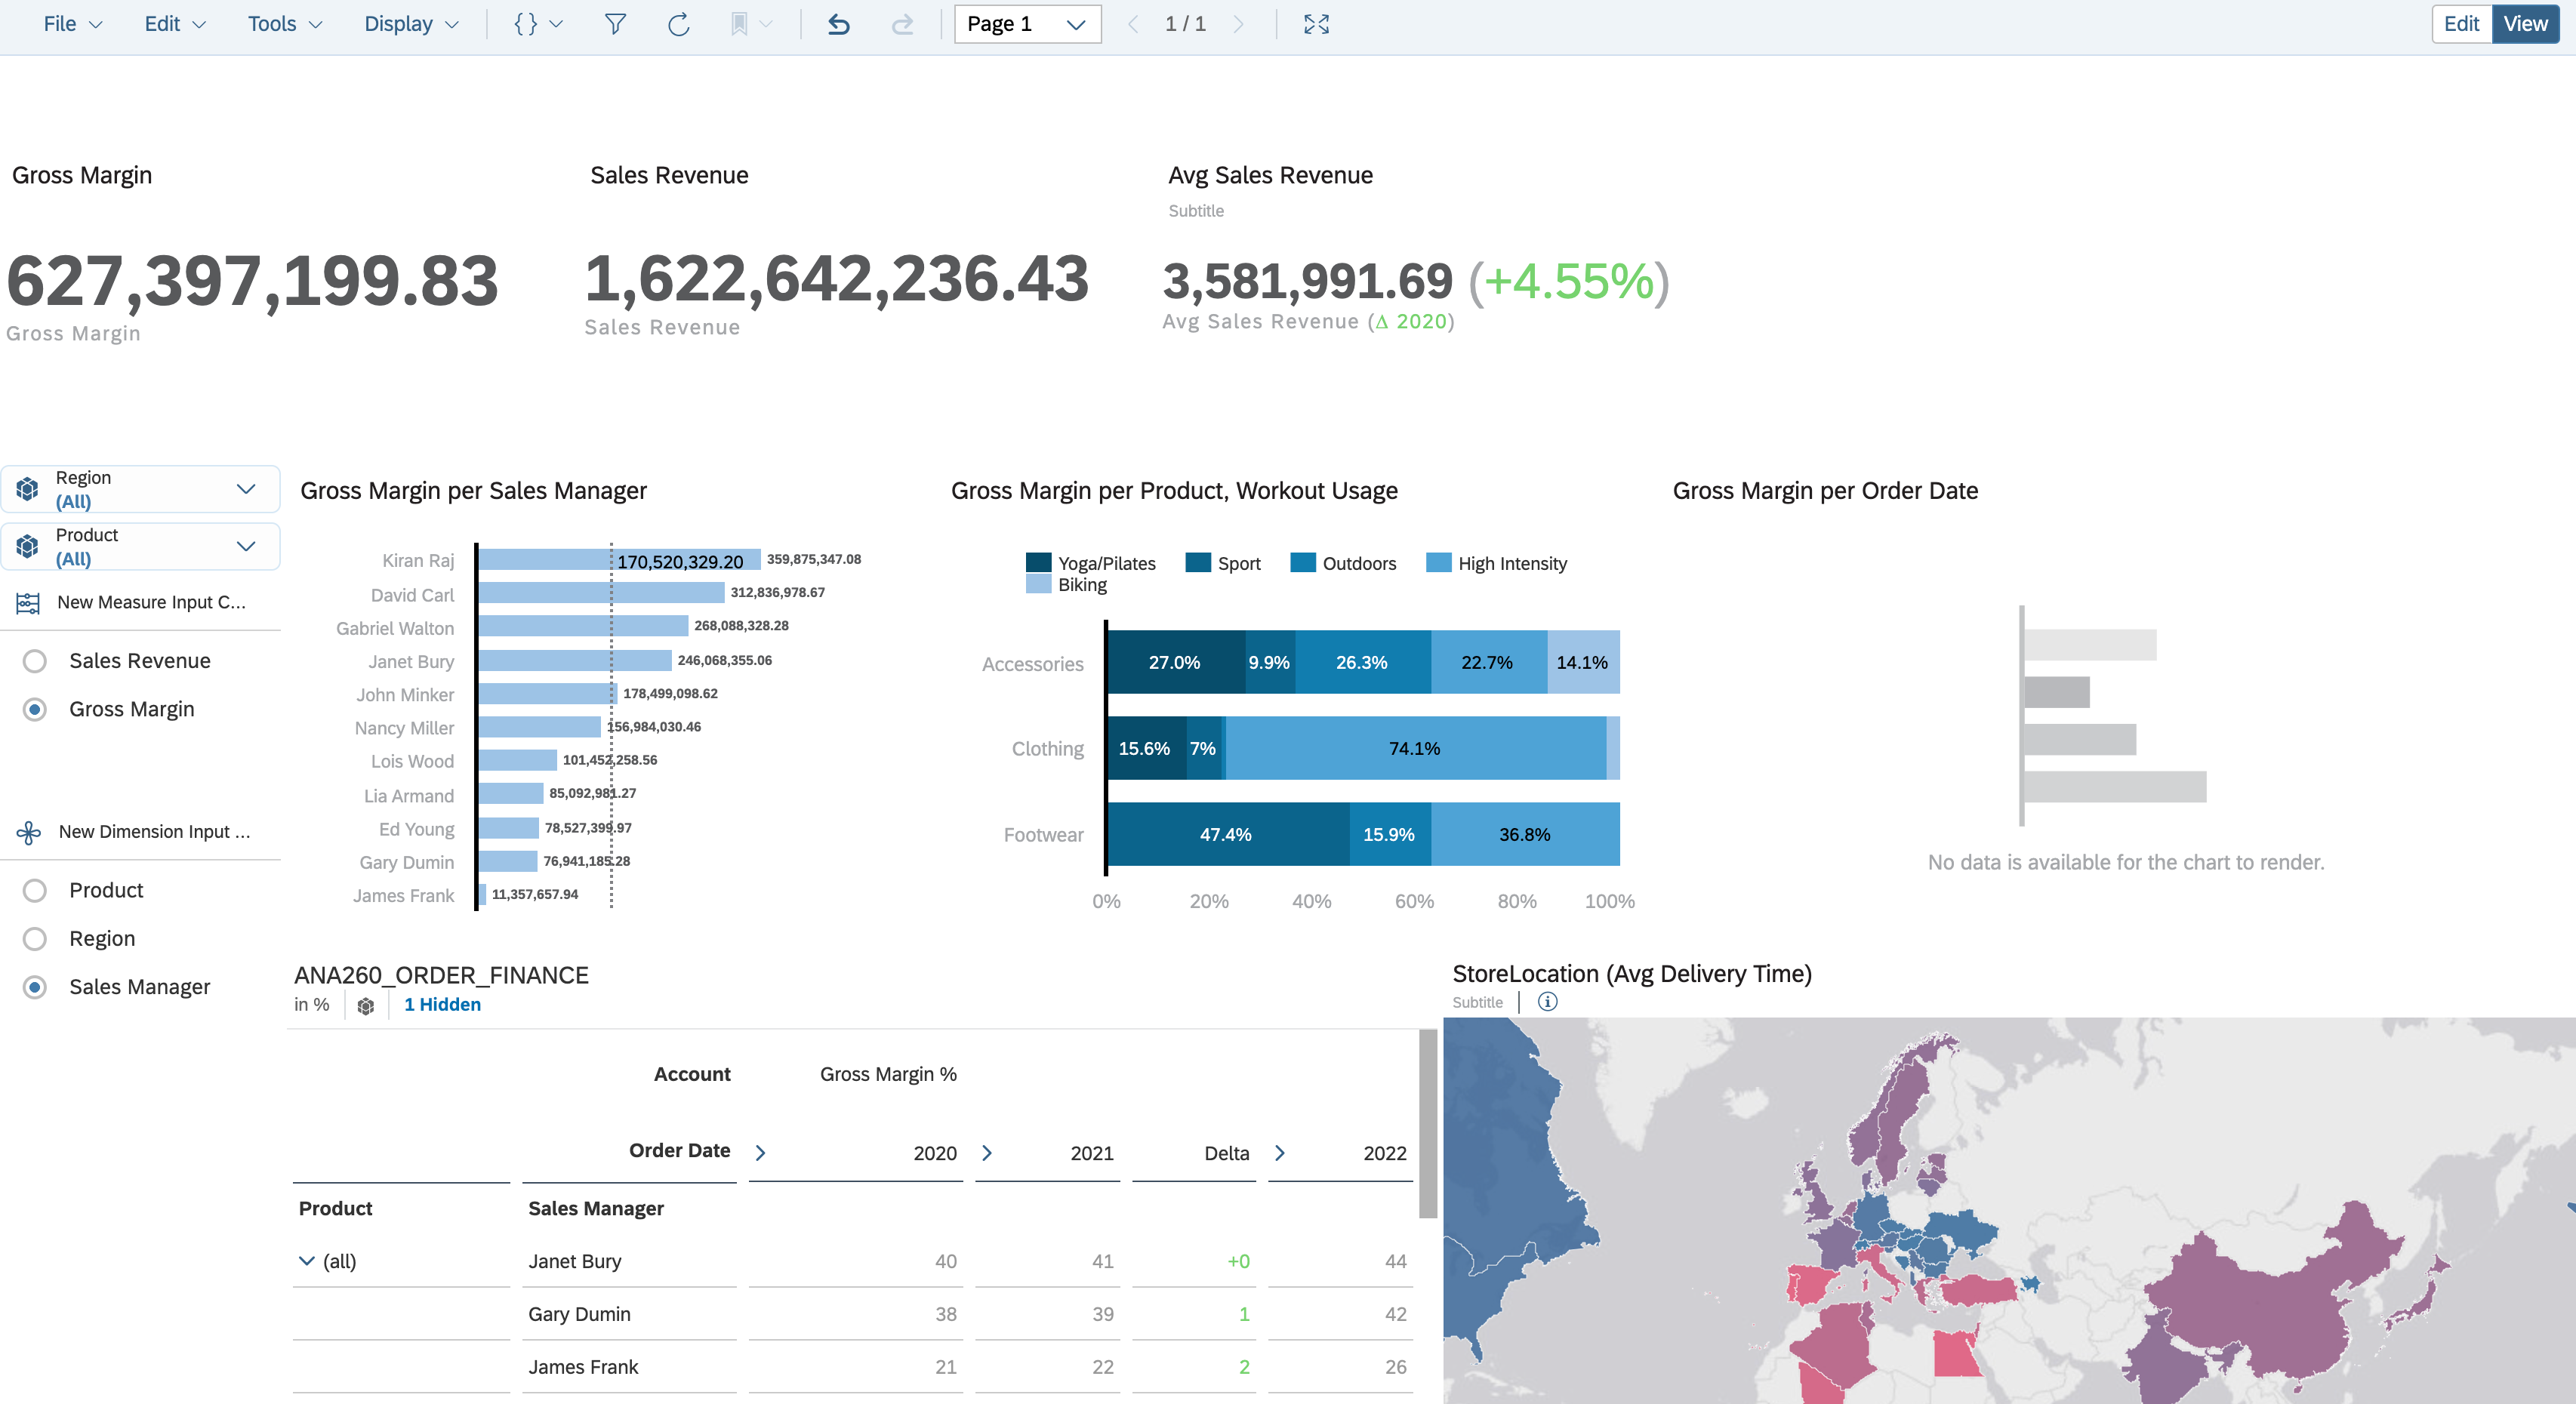 File Edit Tools Display { } Page 1 1 / 1 Edit View
Gross Margin
627,397,199.83
Gross Margin
Sales Revenue
1,622,642,236.43
Sales Revenue
Avg Sales Revenue
Subtitle
3,581,991.69 (+4.55%)
Avg Sales Revenue (Δ 2020)
Region
(All)
Product
(All)
New Measure Input C...
Sales Revenue
Gross Margin
New Dimension Input ...
Product
Region
Sales Manager
Gross Margin per Sales Manager
Kiran Raj 170,520,329.20 359,875,347.08
David Carl 312,836,978.67
Gabriel Walton 268,088,328.28
Janet Bury 246,068,355.06
John Minker 178,499,098.62
Nancy Miller 156,984,030.46
Lois Wood 101,452,258.56
Lia Armand 85,092,981.27
Ed Young 78,527,399.97
Gary Dumin 76,941,185.28
James Frank 11,357,657.94
Gross Margin per Product, Workout Usage
Yoga/Pilates Sport Outdoors High Intensity
Biking
Accessories 27.0% 9.9% 26.3% 22.7% 14.1%
Clothing 15.6% 7% 74.1%
Footwear 47.4% 15.9% 36.8%
0% 20% 40% 60% 80% 100%
Gross Margin per Order Date
No data is available for the chart to render.
ANA260_ORDER_FINANCE
in % 1 Hidden
Account Gross Margin %
Order Date 2020 2021 Delta 2022
Product Sales Manager
(all) Janet Bury 40 41 +0 44
Gary Dumin 38 39 1 42
James Frank 21 22 2 26
StoreLocation (Avg Delivery Time)
Subtitle